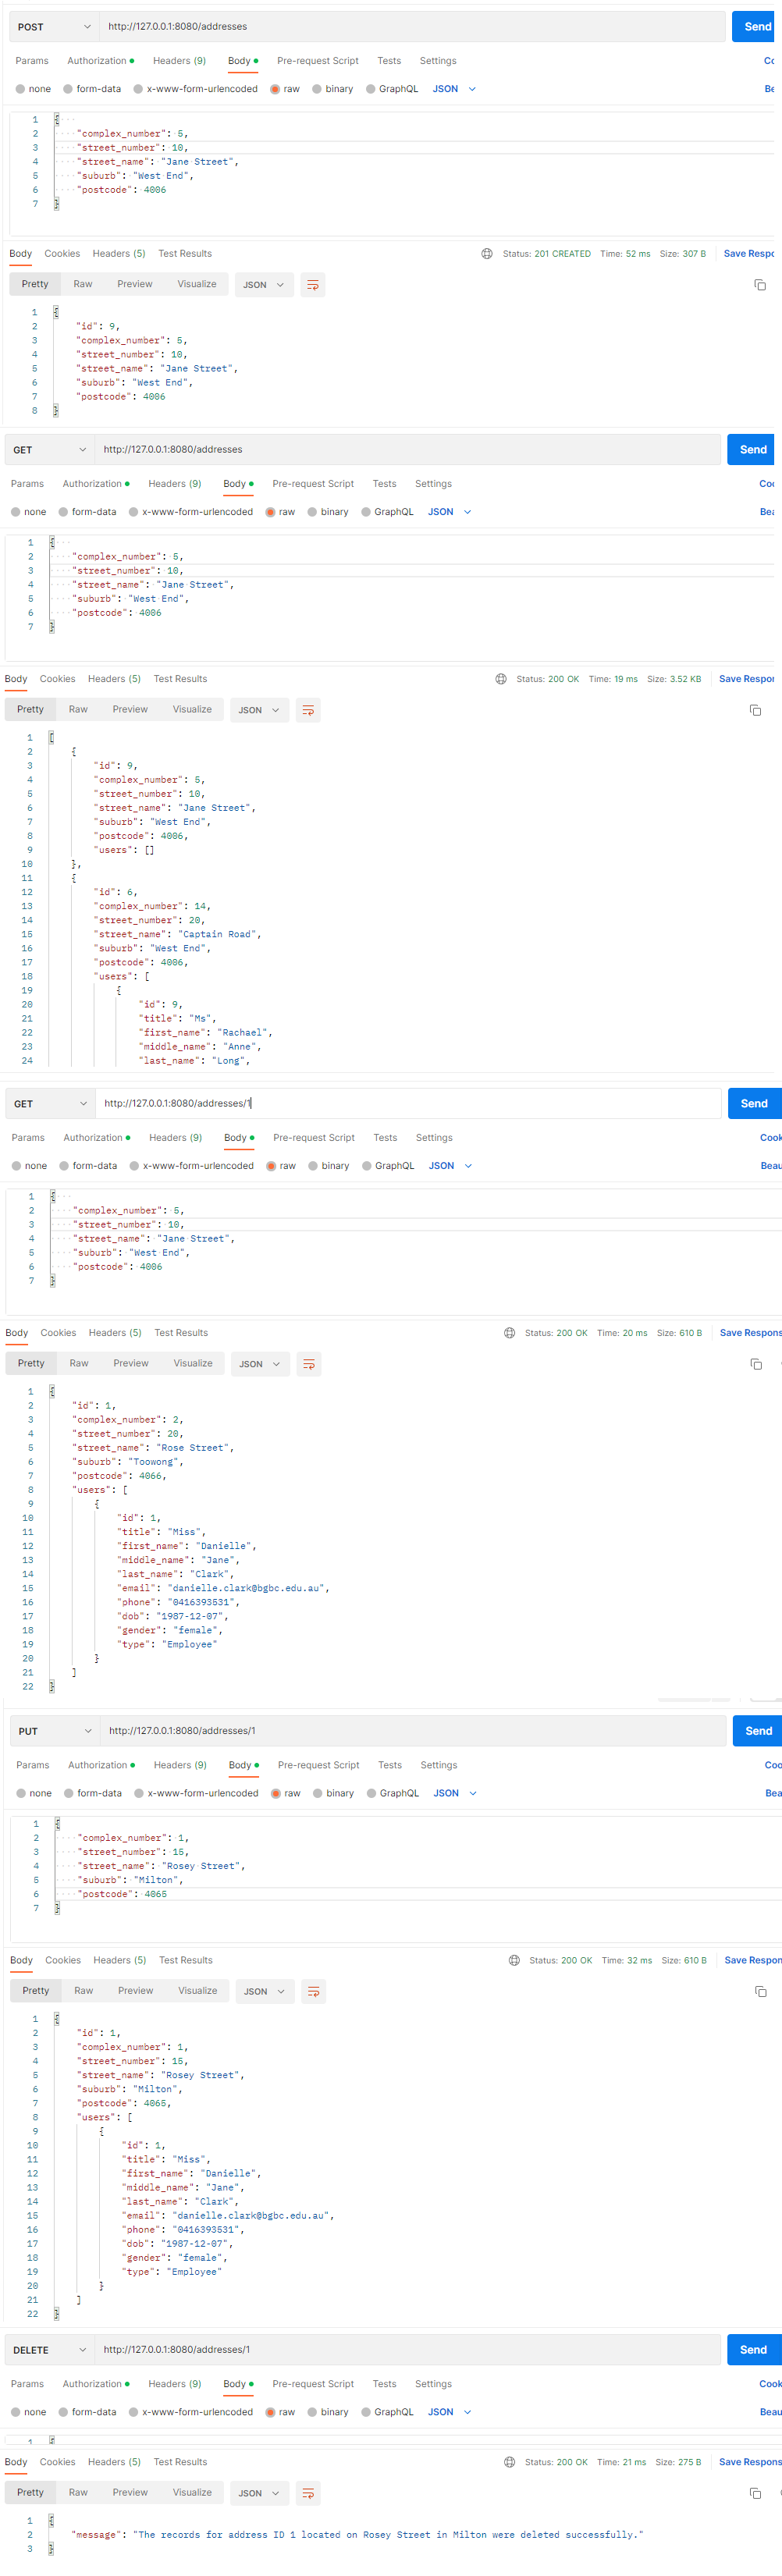 POST http://127.0.0.1:8080/addresses Send
Params Authorization Headers (9) Body Pre-request Script Tests Settings
none form-data x-www-form-urlencoded raw binary GraphQL JSON
1 {
2 "complex_number": 5,
3 "street_number": 10,
4 "street_name": "Jane Street",
5 "suburb": "West End",
6 "postcode": 4006
7 }
Body Cookies Headers (5) Test Results Status: 201 CREATED Time: 52 ms Size: 307 B Save Respo
Pretty Raw Preview Visualize JSON
1 {
2 "id": 9,
3 "complex_number": 5,
4 "street_number": 10,
5 "street_name": "Jane Street",
6 "suburb": "West End",
7 "postcode": 4006
8 }
GET http://127.0.0.1:8080/addresses Send
Params Authorization Headers (9) Body Pre-request Script Tests Settings Coo
none form-data x-www-form-urlencoded raw binary GraphQL JSON Bea
1 {
2 "complex_number": 5,
3 "street_number": 10,
4 "street_name": "Jane Street",
5 "suburb": "West End",
6 "postcode": 4006
7 }
Body Cookies Headers (5) Test Results Status: 200 OK Time: 19 ms Size: 3.52 KB Save Respor
Pretty Raw Preview Visualize JSON
1 [
2 {
3 "id": 9,
4 "complex_number": 5,
5 "street_number": 10,
6 "street_name": "Jane Street",
7 "suburb": "West End",
8 "postcode": 4006,
9 "users": []
10 },
11 {
12 "id": 6,
13 "complex_number": 14,
14 "street_number": 20,
15 "street_name": "Captain Road",
16 "suburb": "West End",
17 "postcode": 4006,
18 "users": [
19 {
20 "id": 9,
21 "title": "Ms",
22 "first_name": "Rachael",
23 "middle_name": "Anne",
24 "last_name": "Long",
GET http://127.0.0.1:8080/addresses/1 Send
Params Authorization Headers (9) Body Pre-request Script Tests Settings Cook
none form-data x-www-form-urlencoded raw binary GraphQL JSON Beau
1 {
2 "complex_number": 5,
3 "street_number": 10,
4 "street_name": "Jane Street",
5 "suburb": "West End",
6 "postcode": 4006
7 }
Body Cookies Headers (5) Test Results Status: 200 OK Time: 20 ms Size: 610 B Save Respons
Pretty Raw Preview Visualize JSON
1 {
2 "id": 1,
3 "complex_number": 2,
4 "street_number": 20,
5 "street_name": "Rose Street",
6 "suburb": "Toowong",
7 "postcode": 4066,
8 "users": [
9 {
10 "id": 1,
11 "title": "Miss",
12 "first_name": "Danielle",
13 "middle_name": "Jane",
14 "last_name": "Clark",
15 "email": "danielle.clark@bgbc.edu.au",
16 "phone": "0416393531",
17 "dob": "1987-12-07",
18 "gender": "female",
19 "type": "Employee"
20 }
21 ]
22 }
PUT http://127.0.0.1:8080/addresses/1 Send
Params Authorization Headers (9) Body Pre-request Script Tests Settings Coo
none form-data x-www-form-urlencoded raw binary GraphQL JSON Bea
1 {
2 "complex_number": 1,
3 "street_number": 15,
4 "street_name": "Rosey Street",
5 "suburb": "Milton",
6 "postcode": 4065
7 }
Body Cookies Headers (5) Test Results Status: 200 OK Time: 32 ms Size: 610 B Save Respon
Pretty Raw Preview Visualize JSON
1 {
2 "id": 1,
3 "complex_number": 1,
4 "street_number": 15,
5 "street_name": "Rosey Street",
6 "suburb": "Milton",
7 "postcode": 4065,
8 "users": [
9 {
10 "id": 1,
11 "title": "Miss",
12 "first_name": "Danielle",
13 "middle_name": "Jane",
14 "last_name": "Clark",
15 "email": "danielle.clark@bgbc.edu.au",
16 "phone": "0416393531",
17 "dob": "1987-12-07",
18 "gender": "female",
19 "type": "Employee"
20 }
21 ]
22 }
DELETE http://127.0.0.1:8080/addresses/1 Send
Params Authorization Headers (9) Body Pre-request Script Tests Settings Cook
none form-data x-www-form-urlencoded raw binary GraphQL JSON Beau
1 {
Body Cookies Headers (5) Test Results Status: 200 OK Time: 21 ms Size: 275 B Save Respons
Pretty Raw Preview Visualize JSON
1 {
2 "message": "The records for address ID 1 located on Rosey Street in Milton were deleted successfully."
3 }